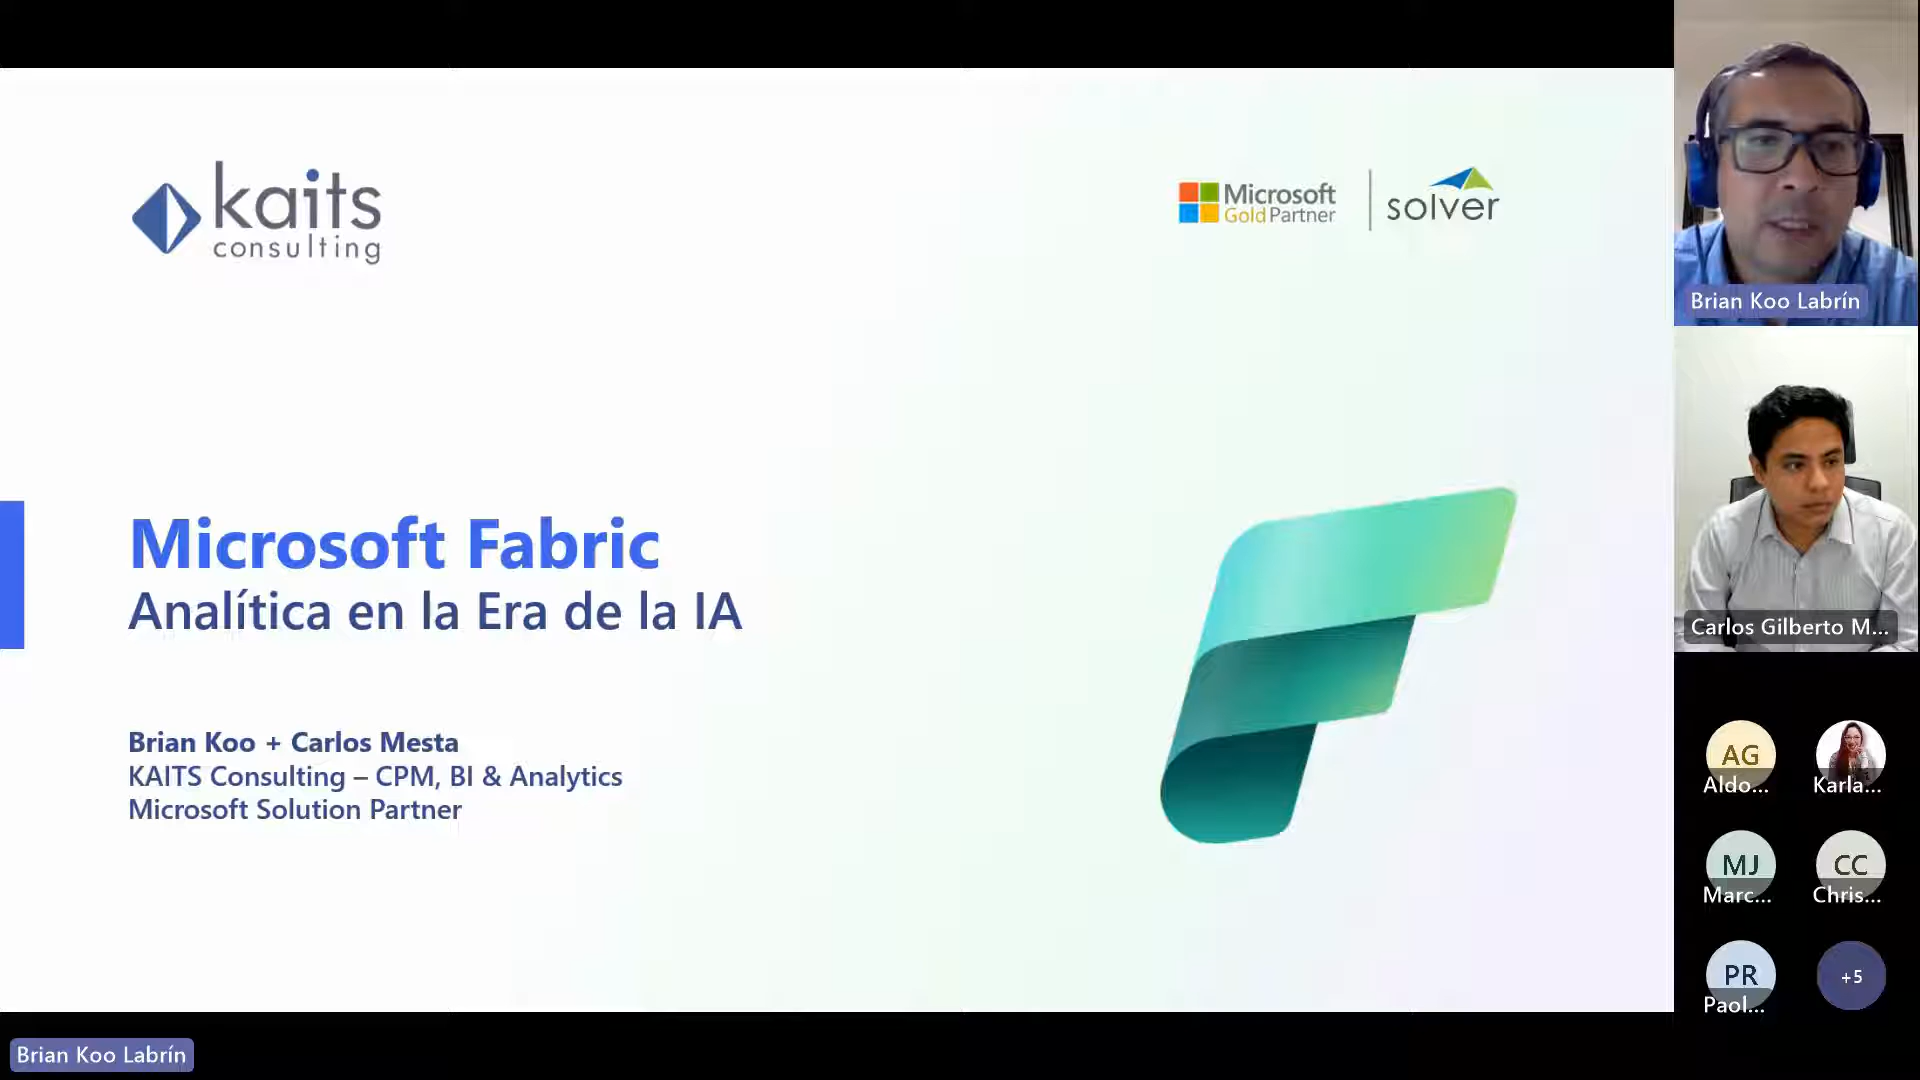 kaits
consulting
Microsoft
Gold Partner
solver
Microsoft Fabric
Analítica en la Era de la IA
Brian Koo + Carlos Mesta
KAITS Consulting – CPM, BI & Analytics
Microsoft Solution Partner
Brian Koo Labrín
Carlos Gilberto M...
AG
Aldo...
Karla...
MJ
Marc...
CC
Chris...
PR
Paol...
+5
Brian Koo Labrín